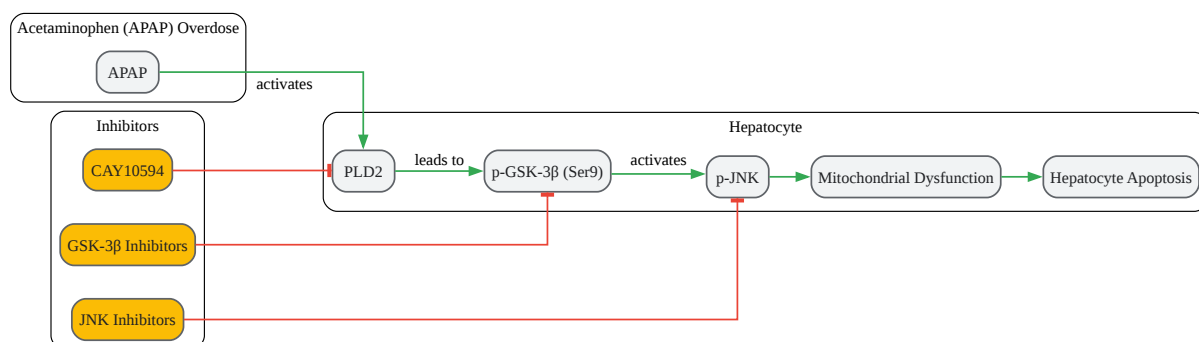 Acetaminophen (APAP) Overdose
APAP
activates
Inhibitors
CAY10594
GSK-3β Inhibitors
JNK Inhibitors
Hepatocyte
PLD2
leads to
p-GSK-3β (Ser9)
activates
p-JNK
Mitochondrial Dysfunction
Hepatocyte Apoptosis